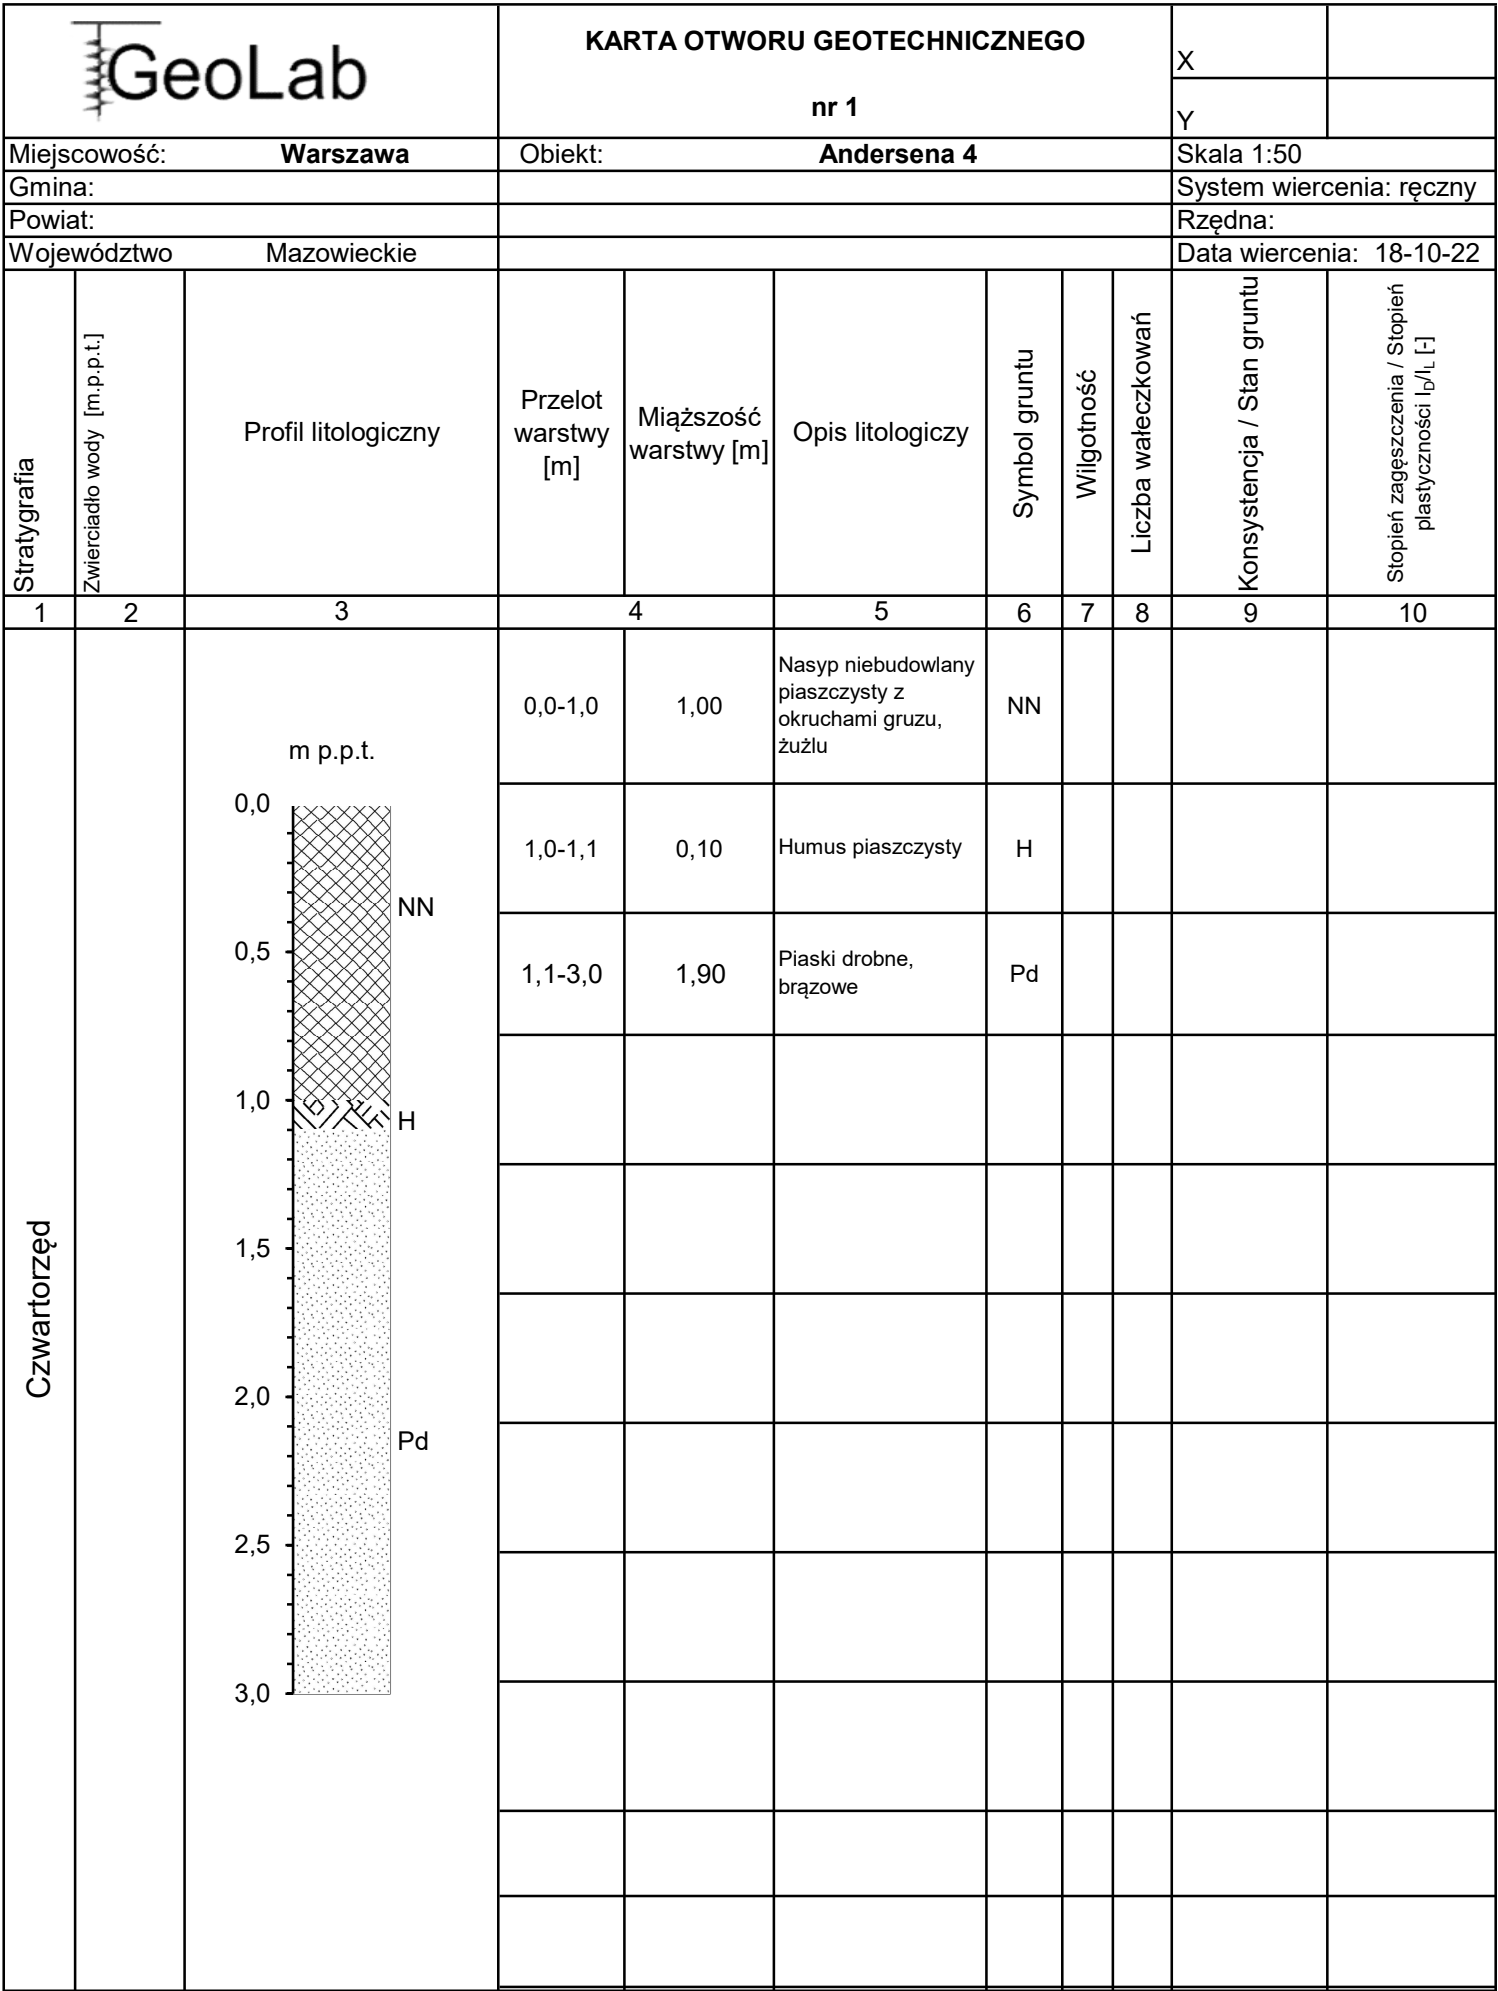 GeoLab
KARTA OTWORU GEOTECHNICZNEGO
nr 1
X
Y
Miejscowość: Warszawa Obiekt: Andersena 4 Skala 1:50
Gmina: System wiercenia: ręczny
Powiat: Rzędna:
Województwo Mazowieckie Data wiercenia: 18-10-22
Stratygrafia
Zwierciadło wody [m.p.p.t.]
Profil litologiczny
Przelot
warstwy
[m]
Miąższość
warstwy [m]
Opis litologiczy
Symbol gruntu
Wilgotność
Liczba wałeczkowań
Konsystencja / Stan gruntu
Stopień zagęszczenia / Stopień
plastyczności ID/IL [-]
1 2 3 4 5 6 7 8 9 10
Czwartorzęd
m p.p.t.
0,0
NN
0,5
1,0
H
1,5
2,0
Pd
2,5
3,0
0,0-1,0 1,00
Nasyp niebudowlany
piaszczysty z
okruchami gruzu,
żużlu
NN
1,0-1,1 0,10 Humus piaszczysty H
1,1-3,0 1,90
Piaski drobne,
brązowe
Pd